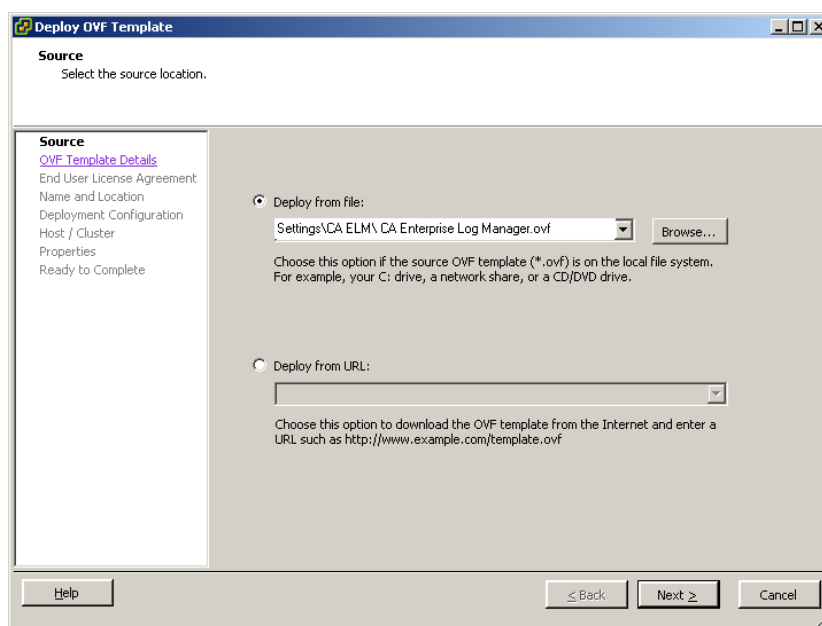 Deploy OVF Template
Source
Select the source location.
Source
OVF Template Details
End User License Agreement
Name and Location
Deployment Configuration
Host / Cluster
Properties
Ready to Complete
Deploy from file:
Settings\CA ELM\ CA Enterprise Log Manager.ovf
Browse...
Choose this option if the source OVF template (*.ovf) is on the local file system.
For example, your C: drive, a network share, or a CD/DVD drive.
Deploy from URL:
Choose this option to download the OVF template from the Internet and enter a
URL such as http://www.example.com/template.ovf
Help
≤ Back
Next ≥
Cancel